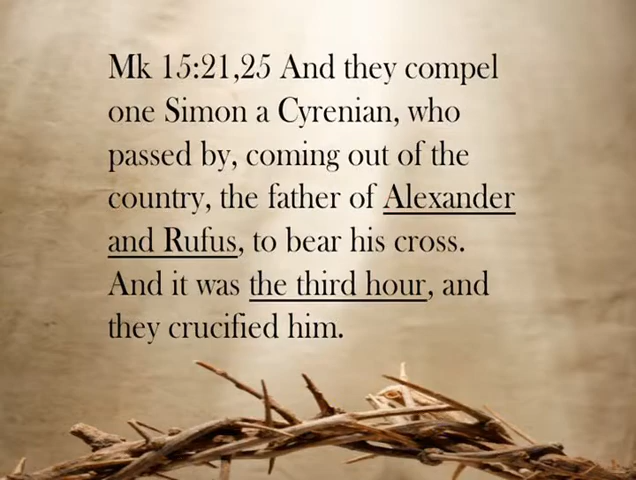 Mk 15:21,25 And they compel
one Simon a Cyrenian, who
passed by, coming out of the
country, the father of Alexander
and Rufus, to bear his cross.
And it was the third hour, and
they crucified him.